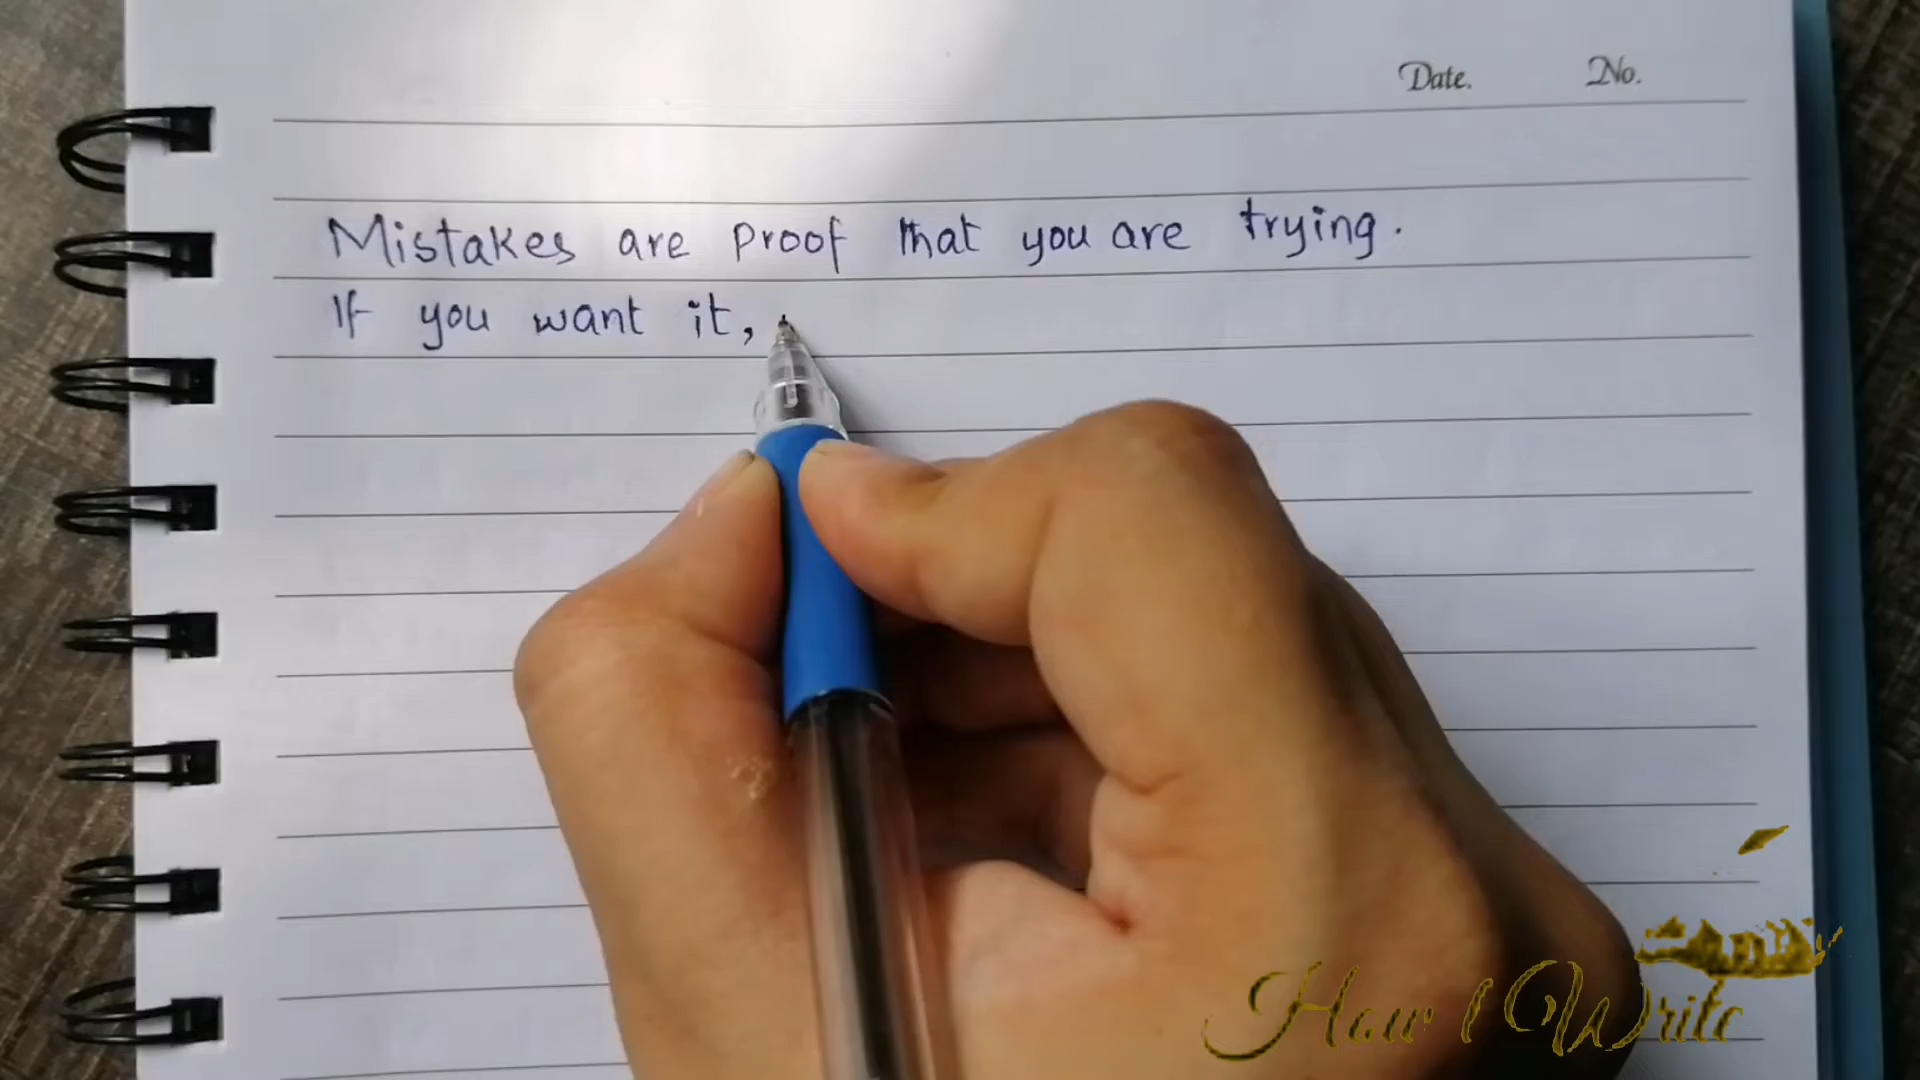 Date. No.
Mistakes are proof that you are trying.
If you want it,
How I Write